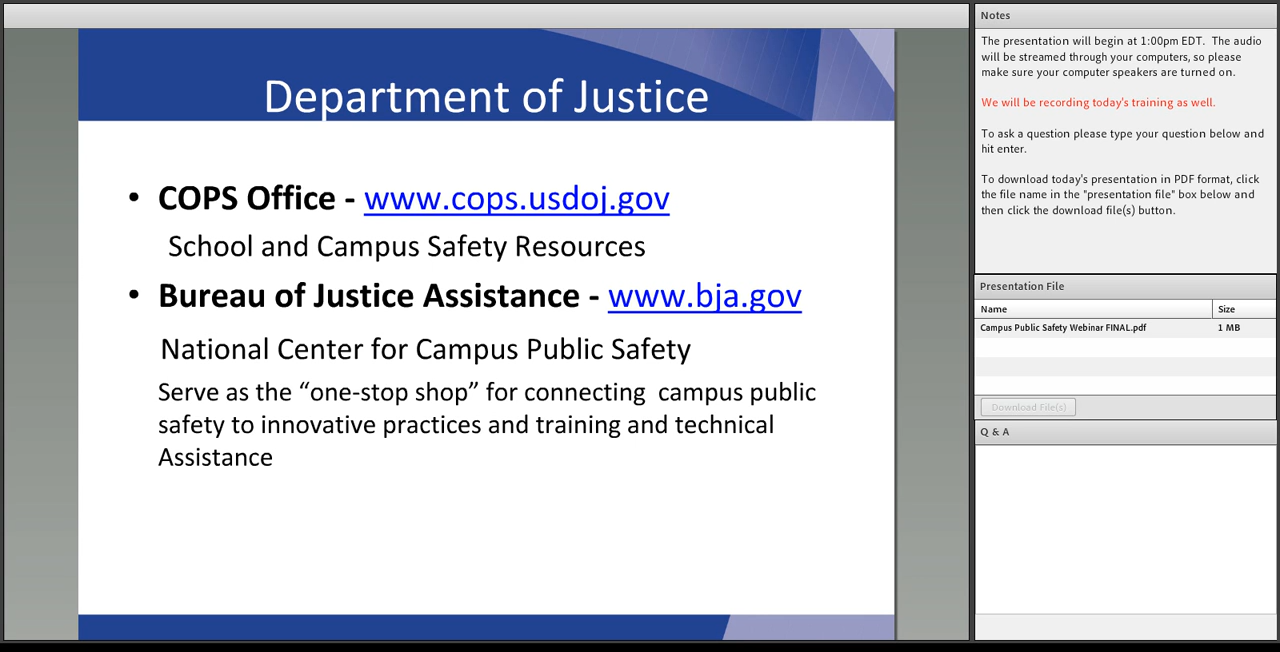 Department of Justice
• COPS Office - www.cops.usdoj.gov
School and Campus Safety Resources
• Bureau of Justice Assistance - www.bja.gov
National Center for Campus Public Safety
Serve as the “one-stop shop” for connecting  campus public
safety to innovative practices and training and technical
Assistance
Notes
The presentation will begin at 1:00pm EDT.  The audio
will be streamed through your computers, so please
make sure your computer speakers are turned on.
We will be recording today's training as well.
To ask a question please type your question below and
hit enter.
To download today's presentation in PDF format, click
the file name in the "presentation file" box below and
then click the download file(s) button.
Presentation File
Name Size
Campus Public Safety Webinar FINAL.pdf 1 MB
Download File(s)
Q & A